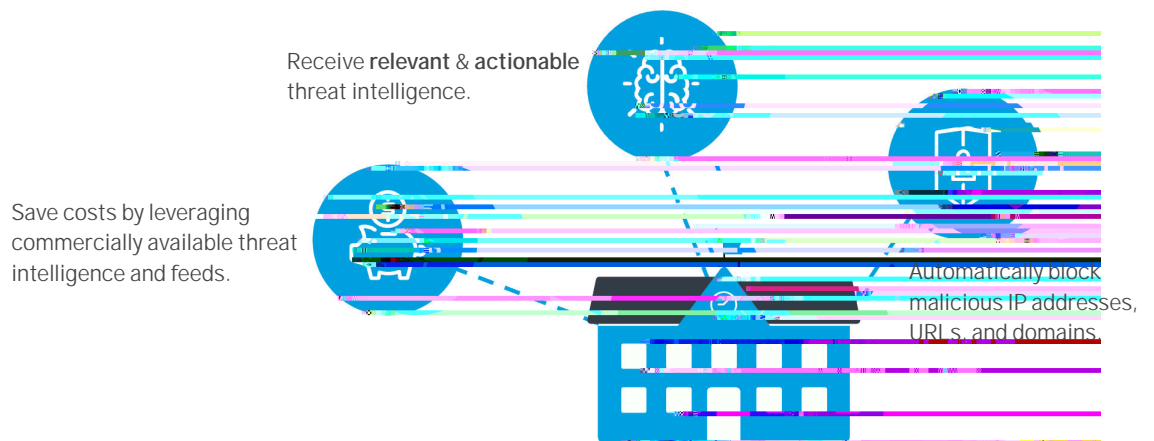 Receive relevant & actionable
threat intelligence.
Save costs by leveraging
commercially available threat
intelligence and feeds.
Automatically block
malicious IP addresses,
URLs, and domains.